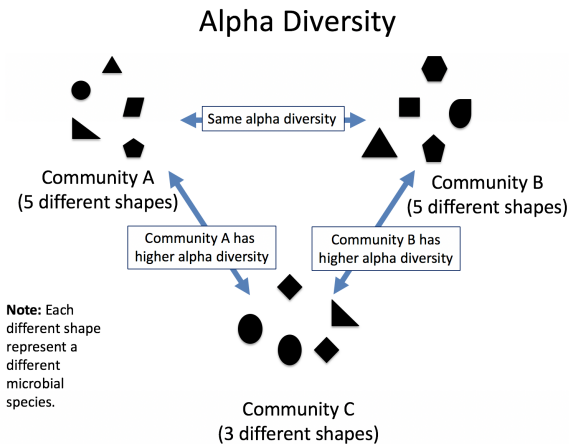 Alpha Diversity
Same alpha diversity
Community A
(5 different shapes)
Community B
(5 different shapes)
Community A has
higher alpha diversity
Community B has
higher alpha diversity
Note: Each
different shape
represent a
different
microbial
species.
Community C
(3 different shapes)